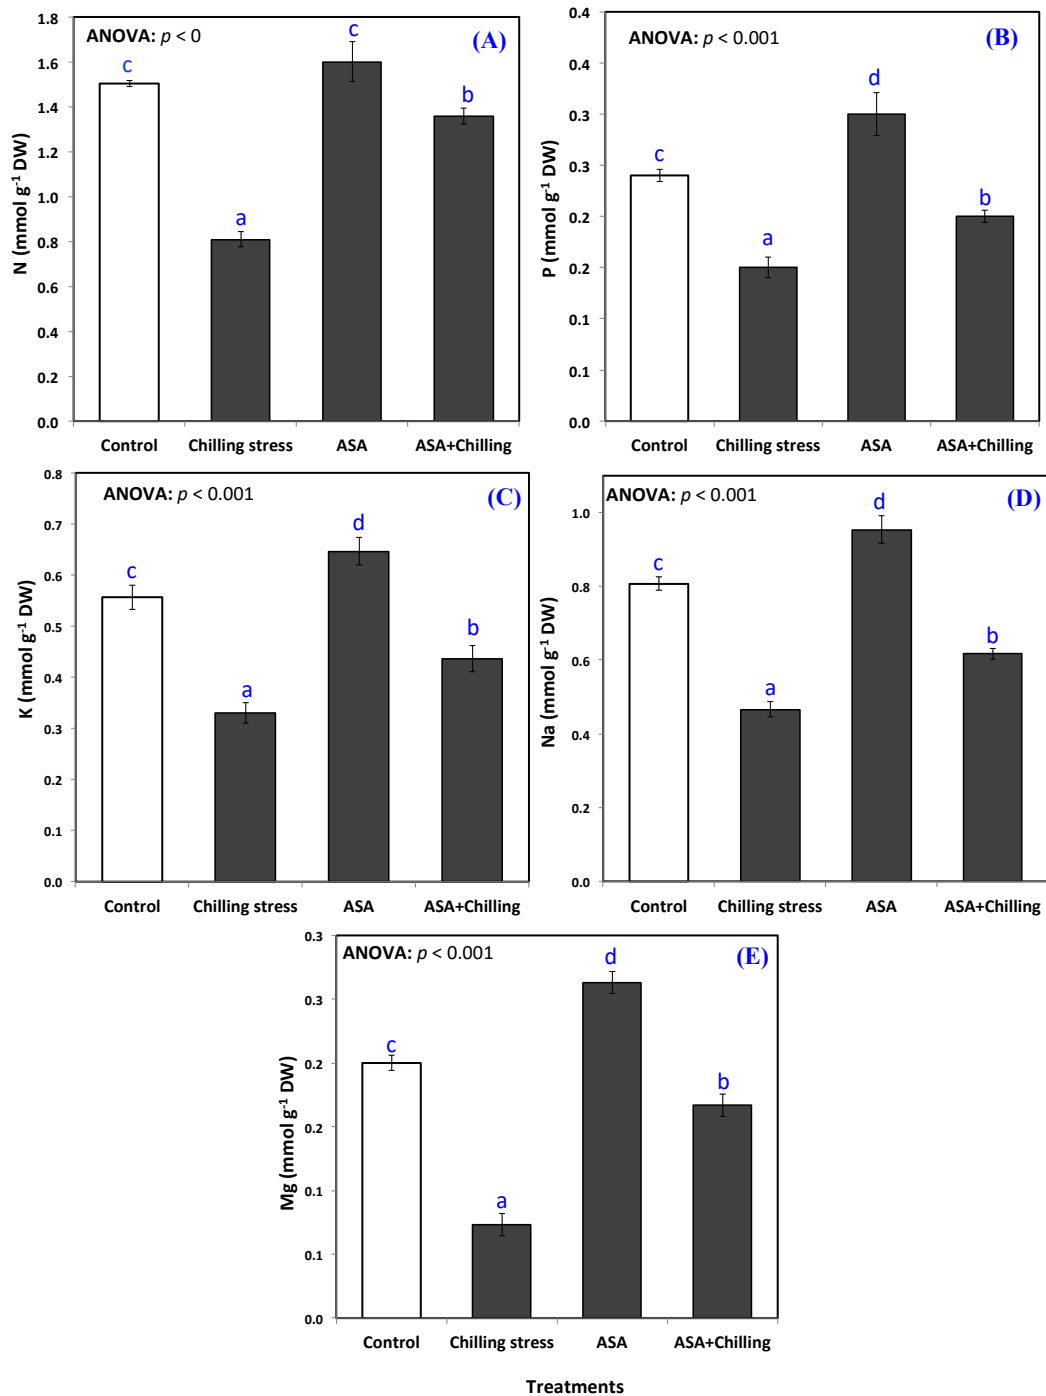 ANOVA: p < 0
(A)
N (mmol g-1 DW)
1.8
1.6
1.4
1.2
1.0
0.8
0.6
0.4
0.2
0.0
c
a
c
b
Control
Chilling stress
ASA
ASA+Chilling
ANOVA: p < 0.001
(B)
P (mmol g-1 DW)
0.4
0.4
0.3
0.3
0.2
0.2
0.1
0.1
0.0
c
a
d
b
Control
Chilling stress
ASA
ASA+Chilling
ANOVA: p < 0.001
(C)
K (mmol g-1 DW)
0.8
0.7
0.6
0.5
0.4
0.3
0.2
0.1
0.0
c
a
d
b
Control
Chilling stress
ASA
ASA+Chilling
ANOVA: p < 0.001
(D)
Na (mmol g-1 DW)
1.0
0.8
0.6
0.4
0.2
0.0
c
a
d
b
Control
Chilling stress
ASA
ASA+Chilling
ANOVA: p < 0.001
(E)
Mg (mmol g-1 DW)
0.3
0.3
0.2
0.2
0.1
0.1
0.0
c
a
d
b
Control
Chilling stress
ASA
ASA+Chilling
Treatments